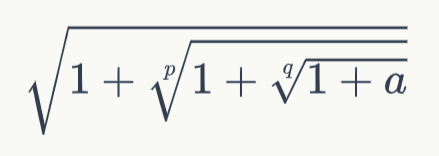 √(1 + ᵖ√(1 + ᑫ√(1 + a)))